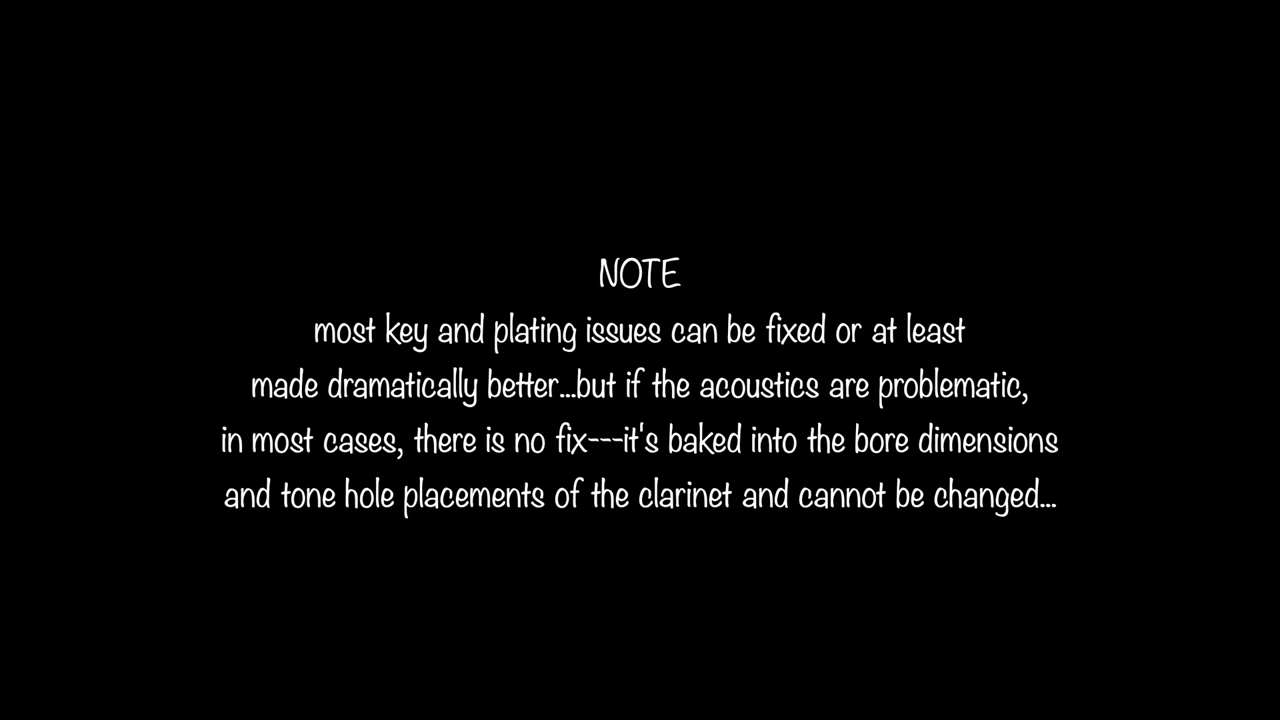 NOTE
most key and plating issues can be fixed or at least
made dramatically better...but if the acoustics are problematic,
in most cases, there is no fix---it's baked into the bore dimensions
and tone hole placements of the clarinet and cannot be changed...